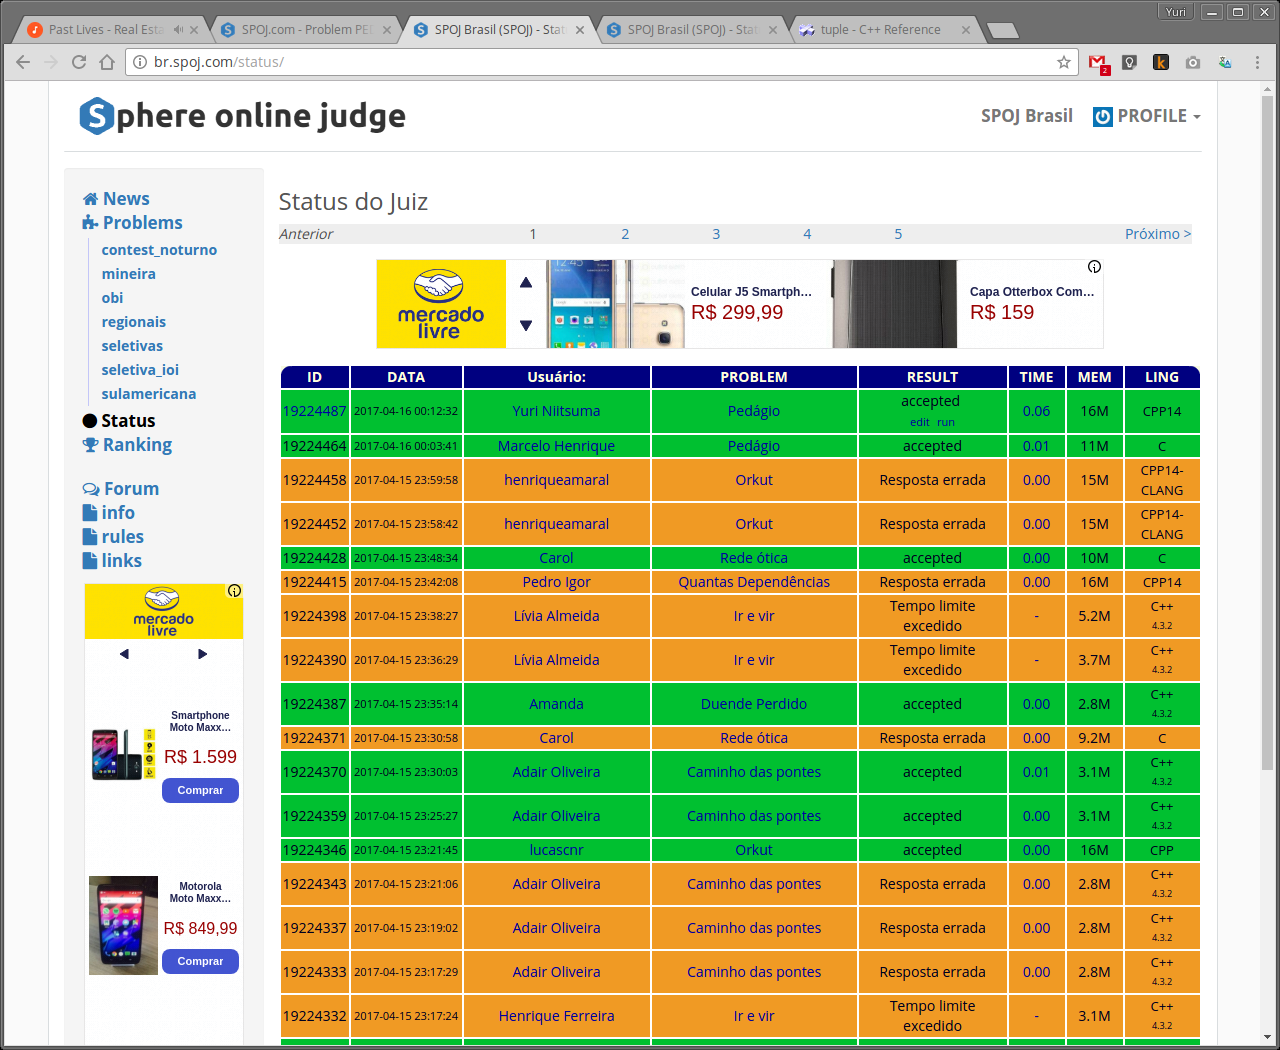 Yuri
Past Lives - Real Esta
SPOJ.com - Problem PED
SPOJ Brasil (SPOJ) - Stat
SPOJ Brasil (SPOJ) - Stat
tuple - C++ Reference
br.spoj.com/status/
2
Sphere online judge
SPOJ Brasil
PROFILE
News
Problems
contest_noturno
mineira
obi
regionais
seletivas
seletiva_ioi
sulamericana
Status
Ranking
Forum
info
rules
links
mercado
livre
Smartphone
Moto Maxx...
R$ 1.599
Comprar
Motorola
Moto Maxx...
R$ 849,99
Comprar
Status do Juiz
Anterior 1 2 3 4 5 Próximo >
mercado
livre
Celular J5 Smartph...
R$ 299,99
Capa Otterbox Com...
R$ 159
ID DATA Usuário: PROBLEM RESULT TIME MEM LING
19224487 2017-04-16 00:12:32 Yuri Niitsuma Pedágio accepted edit run 0.06 16M CPP14
19224464 2017-04-16 00:03:41 Marcelo Henrique Pedágio accepted 0.01 11M C
19224458 2017-04-15 23:59:58 henriqueamaral Orkut Resposta errada 0.00 15M CPP14-CLANG
19224452 2017-04-15 23:58:42 henriqueamaral Orkut Resposta errada 0.00 15M CPP14-CLANG
19224428 2017-04-15 23:48:34 Carol Rede ótica accepted 0.00 10M C
19224415 2017-04-15 23:42:08 Pedro Igor Quantas Dependências Resposta errada 0.00 16M CPP14
19224398 2017-04-15 23:38:27 Lívia Almeida Ir e vir Tempo limite excedido - 5.2M C++ 4.3.2
19224390 2017-04-15 23:36:29 Lívia Almeida Ir e vir Tempo limite excedido - 3.7M C++ 4.3.2
19224387 2017-04-15 23:35:14 Amanda Duende Perdido accepted 0.00 2.8M C++ 4.3.2
19224371 2017-04-15 23:30:58 Carol Rede ótica Resposta errada 0.00 9.2M C
19224370 2017-04-15 23:30:03 Adair Oliveira Caminho das pontes accepted 0.01 3.1M C++ 4.3.2
19224359 2017-04-15 23:25:27 Adair Oliveira Caminho das pontes accepted 0.00 3.1M C++ 4.3.2
19224346 2017-04-15 23:21:45 lucascnr Orkut accepted 0.00 16M CPP
19224343 2017-04-15 23:21:06 Adair Oliveira Caminho das pontes Resposta errada 0.00 2.8M C++ 4.3.2
19224337 2017-04-15 23:19:02 Adair Oliveira Caminho das pontes Resposta errada 0.00 2.8M C++ 4.3.2
19224333 2017-04-15 23:17:29 Adair Oliveira Caminho das pontes Resposta errada 0.00 2.8M C++ 4.3.2
19224332 2017-04-15 23:17:24 Henrique Ferreira Ir e vir Tempo limite excedido - 3.1M C++ 4.3.2